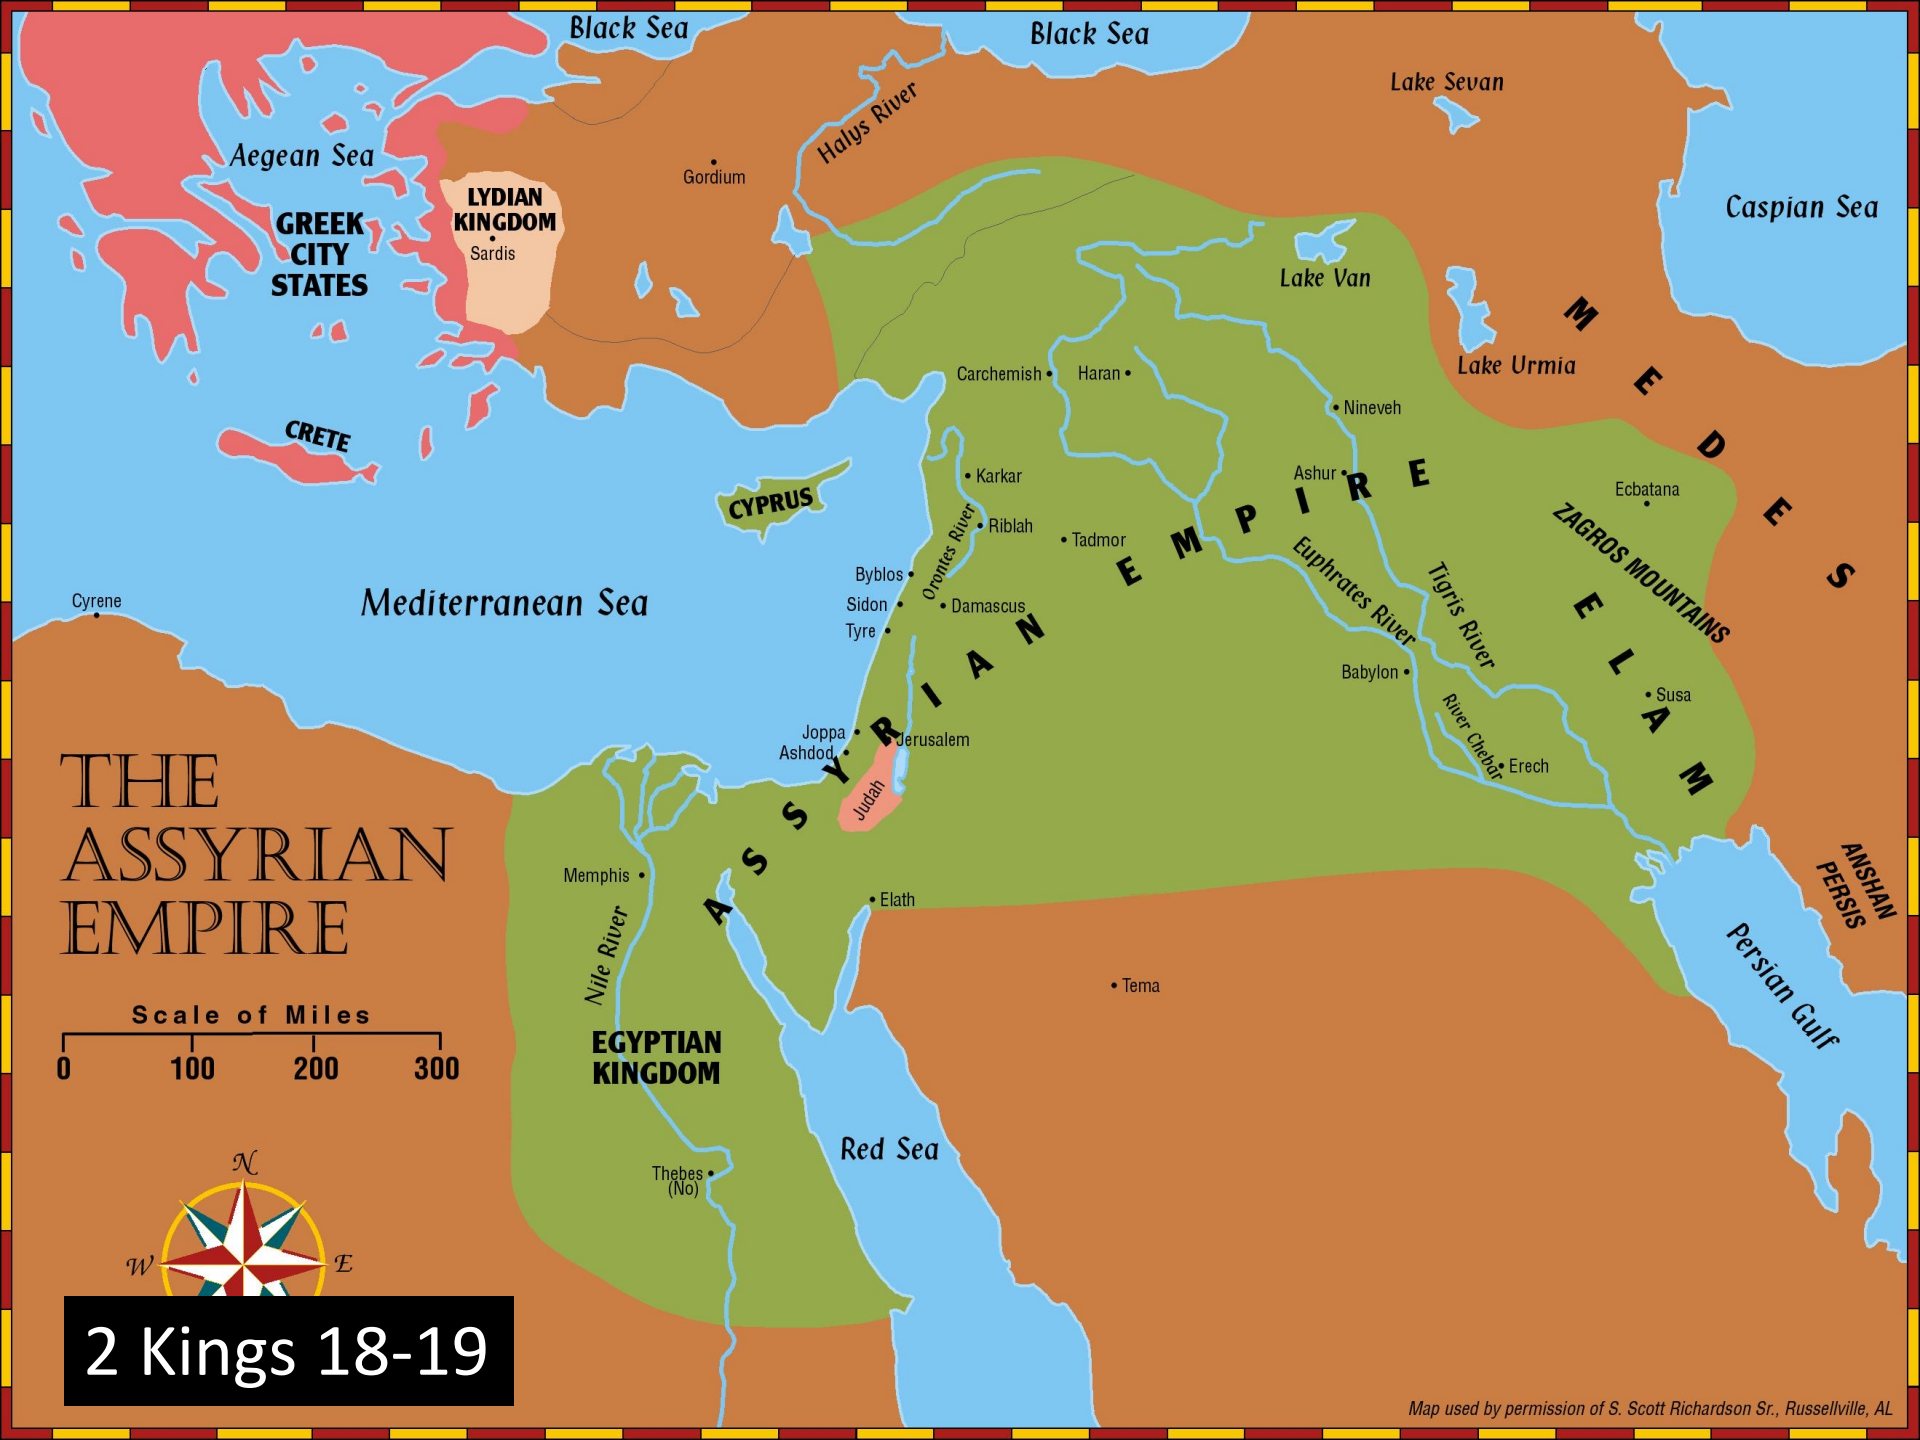 Black Sea
Black Sea
Lake Sevan
Halys River
Aegean Sea
Gordium
LYDIAN
KINGDOM
Sardis
GREEK
CITY
STATES
Caspian Sea
Lake Van
Lake Urmia
MEDES
Carchemish
Haran
Nineveh
CRETE
Karkar
Ashur
CYPRUS
Ecbatana
ZAGROS MOUNTAINS
Riblah
Orontes River
Tadmor
Byblos
Sidon
Damascus
Tyre
Cyrene
Mediterranean Sea
ASSYRIAN EMPIRE
Euphrates River
Tigris River
ELAM
Babylon
Susa
River Chebar
Erech
Joppa
Ashdod
Jerusalem
Judah
THE
ASSYRIAN
EMPIRE
Memphis
Elath
Nile River
ANSHAN
PERSIS
Persian Gulf
Tema
Scale of Miles
0 100 200 300
EGYPTIAN
KINGDOM
Red Sea
Thebes
(No)
N
W E
2 Kings 18-19
Map used by permission of S. Scott Richardson Sr., Russellville, AL